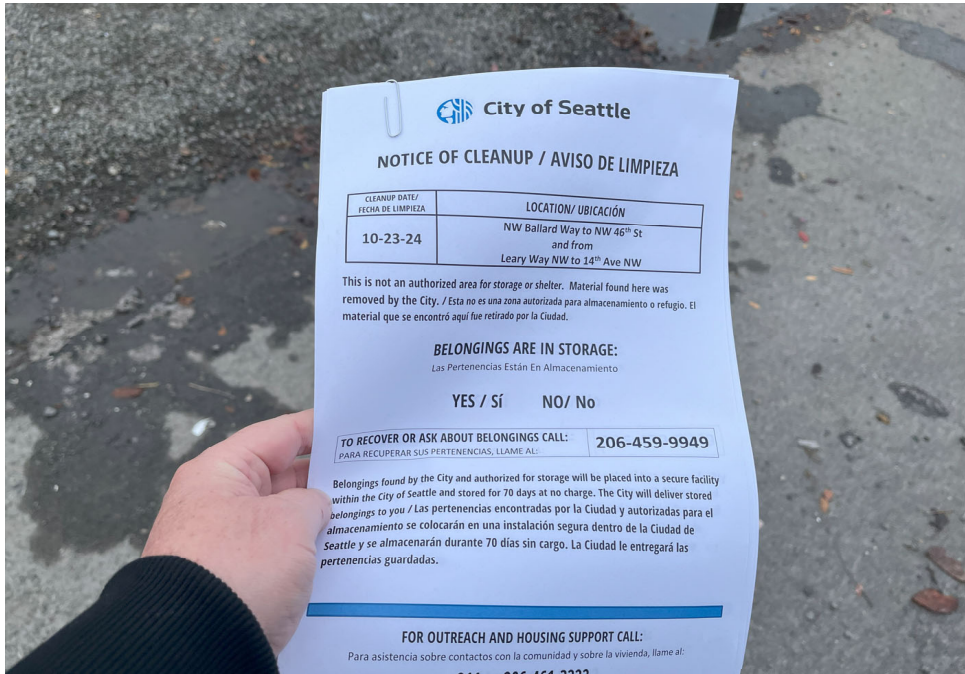 City of Seattle
NOTICE OF CLEANUP / AVISO DE LIMPIEZA
CLEANUP DATE/
FECHA DE LIMPIEZA
LOCATION/ UBICACIÓN
10-23-24
NW Ballard Way to NW 46th St
and from
Leary Way NW to 14th Ave NW
This is not an authorized area for storage or shelter. Material found here was
removed by the City. / Esta no es una zona autorizada para almacenamiento o refugio. El
material que se encontró aquí fue retirado por la Ciudad.
BELONGINGS ARE IN STORAGE:
Las Pertenencias Están En Almacenamiento
YES / Sí NO/ No
TO RECOVER OR ASK ABOUT BELONGINGS CALL:
PARA RECUPERAR SUS PERTENENCIAS, LLAME AL:
206-459-9949
Belongings found by the City and authorized for storage will be placed into a secure facility
within the City of Seattle and stored for 70 days at no charge. The City will deliver stored
belongings to you / Las pertenencias encontradas por la Ciudad y autorizadas para el
almacenamiento se colocarán en una instalación segura dentro de la Ciudad de
Seattle y se almacenarán durante 70 días sin cargo. La Ciudad le entregará las
pertenencias guardadas.
FOR OUTREACH AND HOUSING SUPPORT CALL:
Para asistencia sobre contactos con la comunidad y sobre la vivienda, llame al: